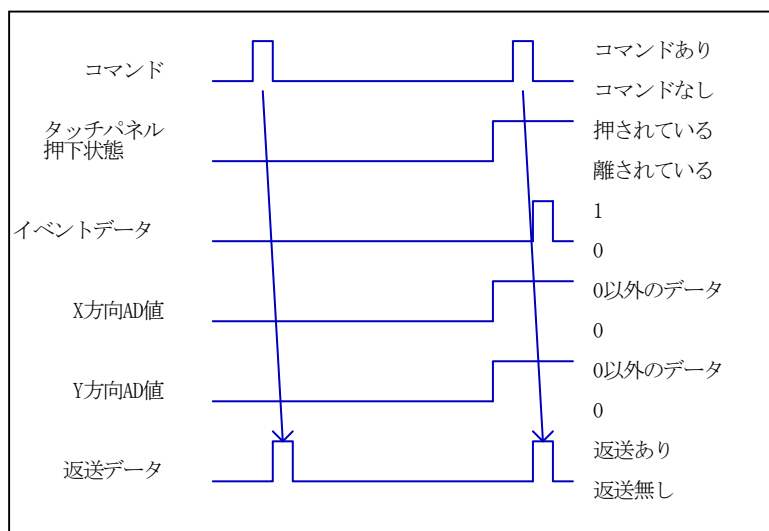 コマンド
コマンドあり
コマンドなし
タッチパネル
押下状態
押されている
離されている
イベントデータ
1
0
X方向AD値
0以外のデータ
0
Y方向AD値
0以外のデータ
0
返送データ
返送あり
返送無し